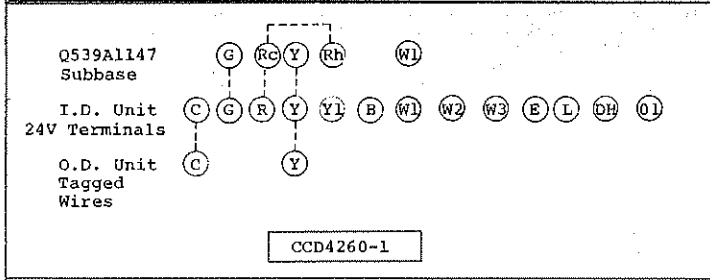 Q539A1147 G Rc Y Rh W1
Subbase
I.D. Unit C G R Y Y1 B W1 W2 W3 E L DH O1
24V Terminals
O.D. Unit C Y
Tagged
Wires
CCD4260-1